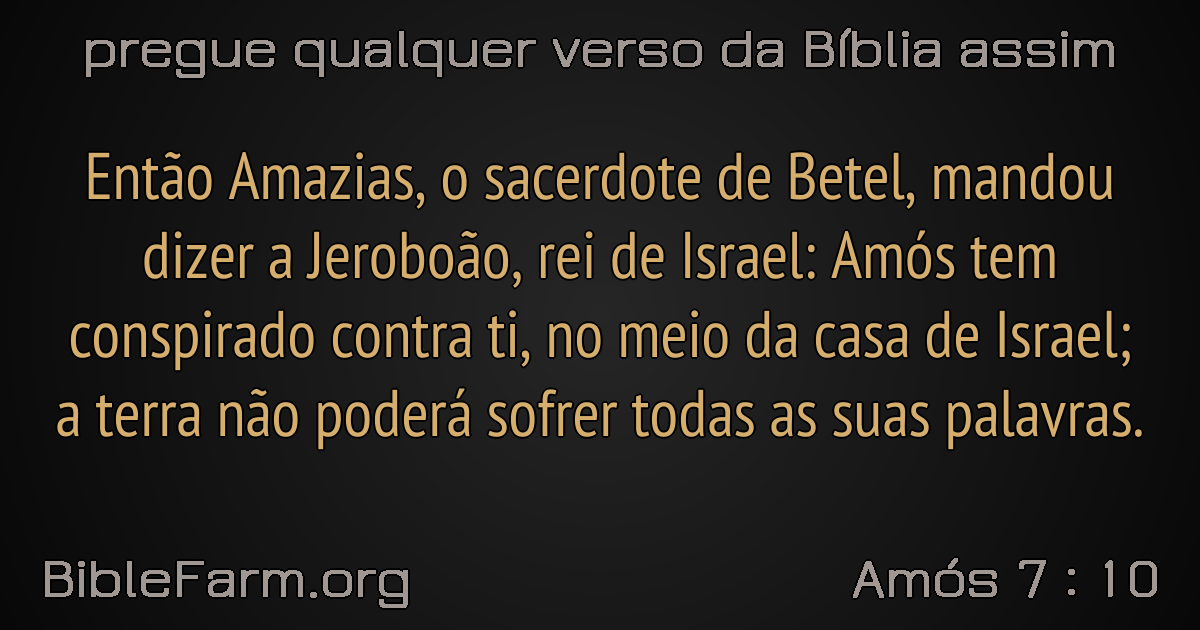 pregue qualquer verso da Bíblia assim
Então Amazias, o sacerdote de Betel, mandou
dizer a Jeroboão, rei de Israel: Amós tem
conspirado contra ti, no meio da casa de Israel;
a terra não poderá sofrer todas as suas palavras.
BibleFarm.org
Amós 7 : 10